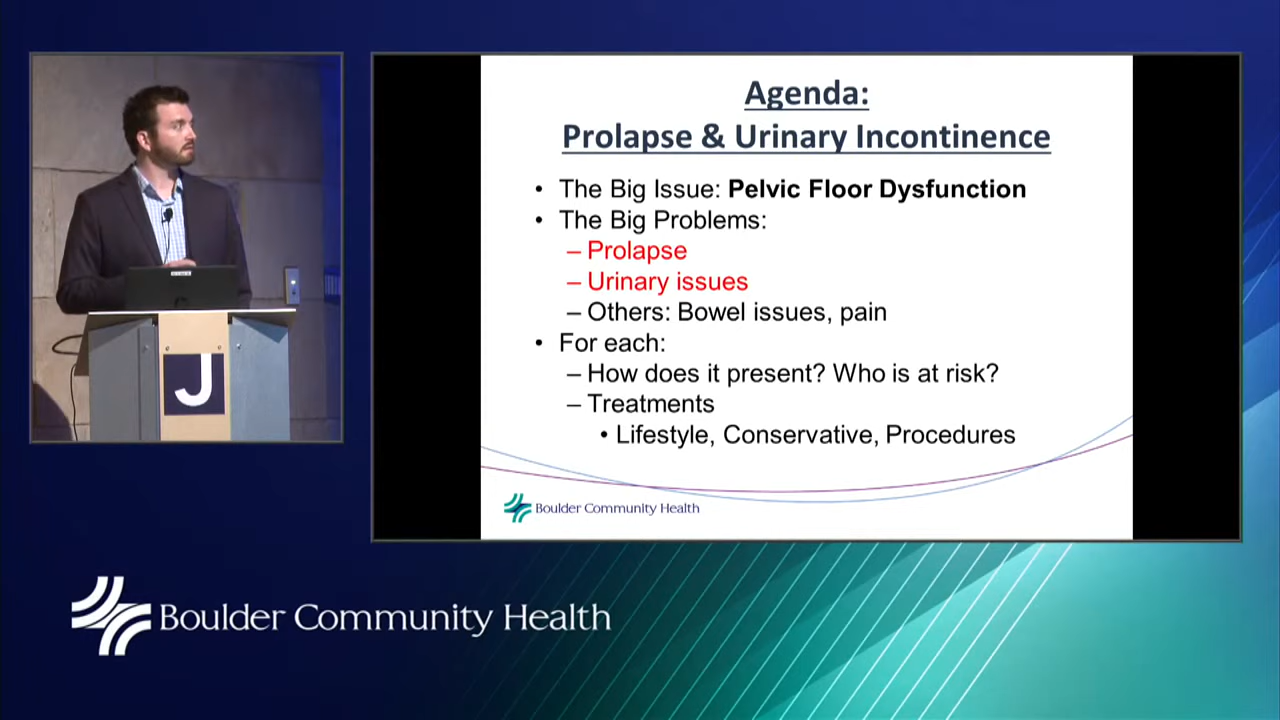 Agenda:
Prolapse & Urinary Incontinence
• The Big Issue: Pelvic Floor Dysfunction
• The Big Problems:
– Prolapse
– Urinary issues
– Others: Bowel issues, pain
• For each:
– How does it present? Who is at risk?
– Treatments
• Lifestyle, Conservative, Procedures
Boulder Community Health
J
Boulder Community Health